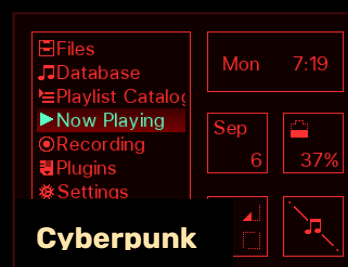 Files
Database
Playlist Catalog
Now Playing
Recording
Plugins
Settings
Mon 7:19
Sep
6
37%
Cyberpunk